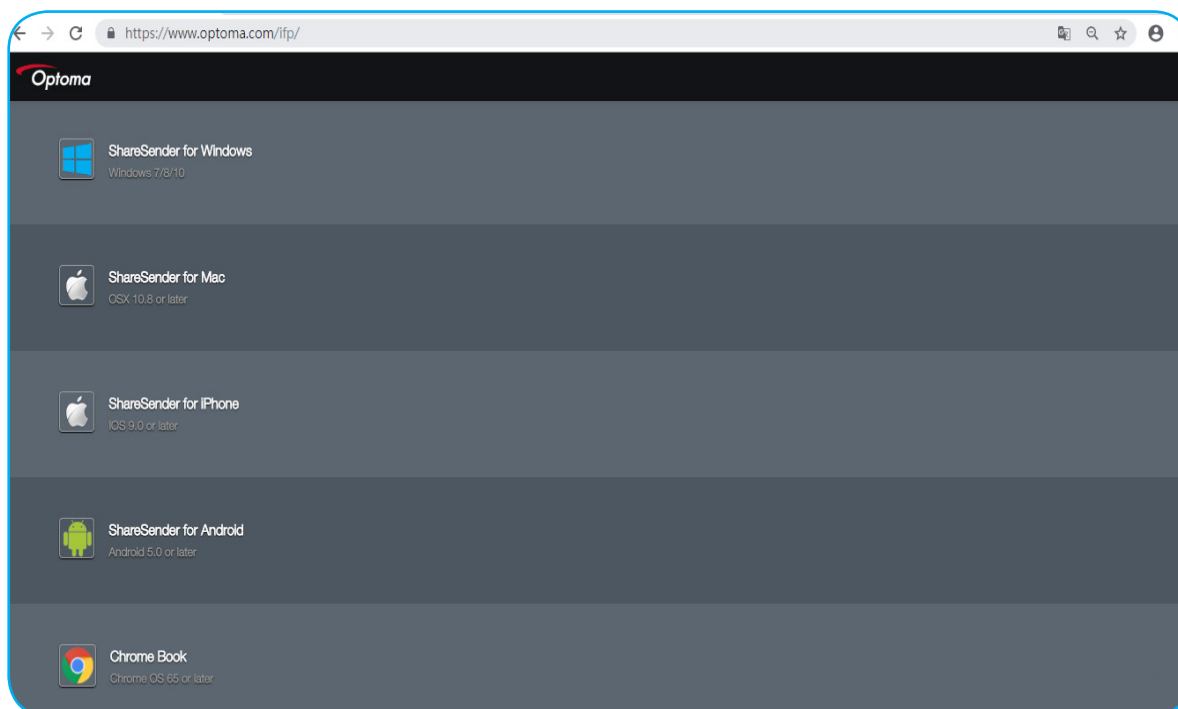 https://www.optoma.com/ifp/
Optoma
ShareSender for Windows
Windows 7/8/10
ShareSender for Mac
OSX 10.8 or later
ShareSender for iPhone
IOS 9.0 or later
ShareSender for Android
Android 5.0 or later
Chrome Book
Chrome OS 65 or later